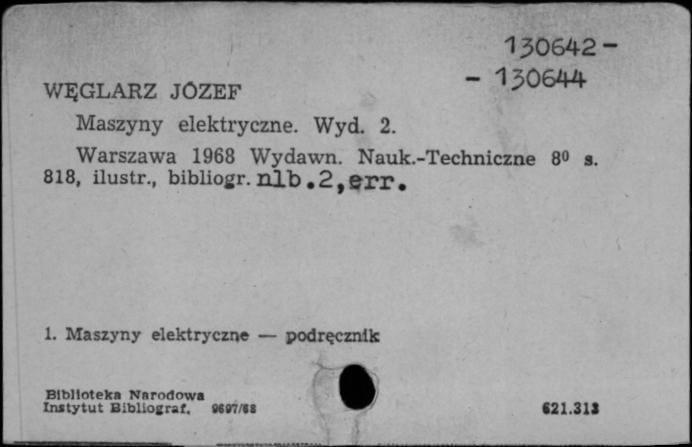 130642-
- 130644
WĘGLARZ JÓZEF
Maszyny elektryczne. Wyd. 2.
Warszawa 1968 Wydawn. Nauk.-Techniczne 8⁰ s.
818, ilustr., bibliogr. nlb.2,err.
1. Maszyny elektryczne — podręcznik
Biblioteka Narodowa
Instytut Bibliograf. 9697/68
621.313